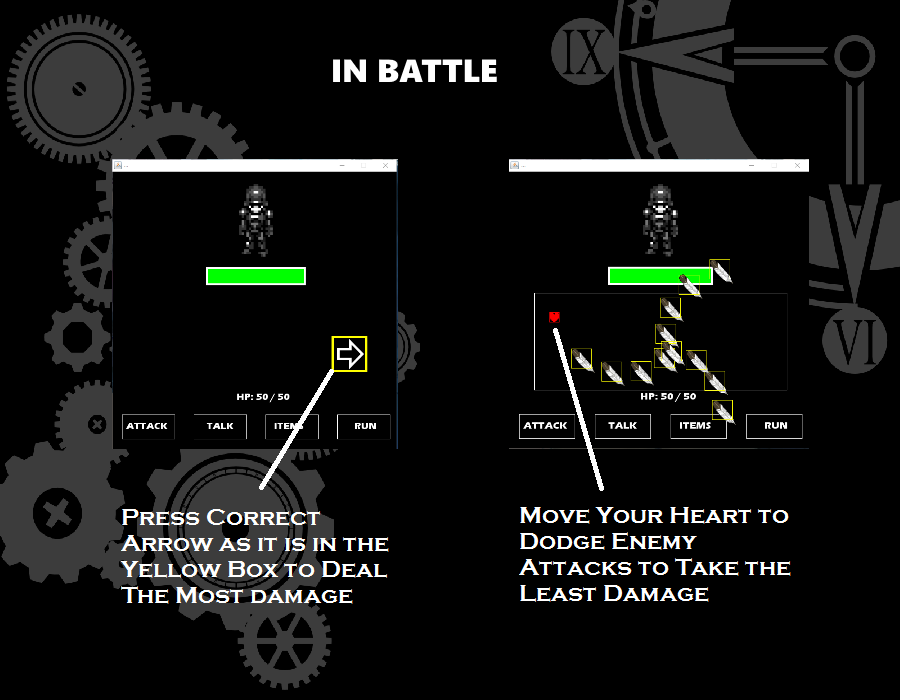 IX
IN BATTLE
VI
HP: 50 / 50
ATTACK TALK ITEMS RUN
Press Correct
Arrow as it is in the
Yellow Box to Deal
The Most damage
HP: 50 / 50
ATTACK TALK ITEMS RUN
Move Your Heart to
Dodge Enemy
Attacks to Take the
Least Damage